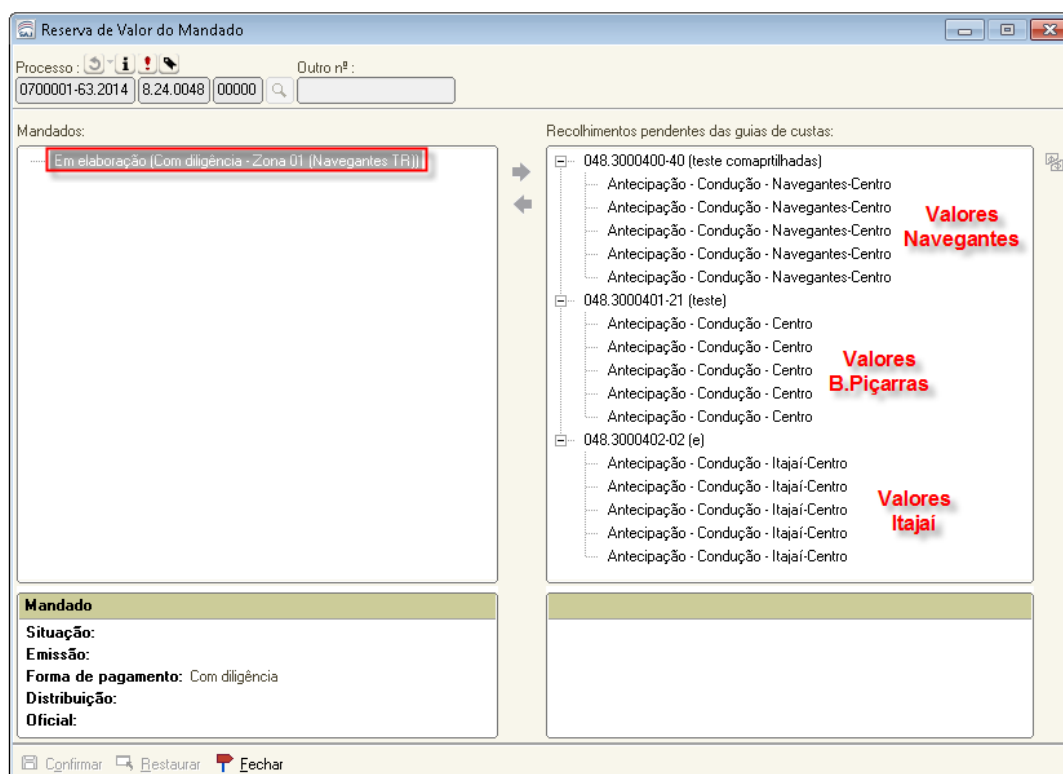 Reserva de Valor do Mandado
Processo :
Outro nº :
0700001-63.2014 8.24.0048 00000
Mandados:
Em elaboração (Com diligência - Zona 01 (Navegantes TR))
Recolhimentos pendentes das guias de custas:
048.3000400-40 (teste comaprtilhadas)
Antecipação - Condução - Navegantes-Centro
Antecipação - Condução - Navegantes-Centro
Antecipação - Condução - Navegantes-Centro
Antecipação - Condução - Navegantes-Centro
Antecipação - Condução - Navegantes-Centro
Valores
Navegantes
048.3000401-21 (teste)
Antecipação - Condução - Centro
Antecipação - Condução - Centro
Antecipação - Condução - Centro
Antecipação - Condução - Centro
Antecipação - Condução - Centro
Valores
B.Piçarras
048.3000402-02 (e)
Antecipação - Condução - Itajaí-Centro
Antecipação - Condução - Itajaí-Centro
Antecipação - Condução - Itajaí-Centro
Antecipação - Condução - Itajaí-Centro
Antecipação - Condução - Itajaí-Centro
Valores
Itajaí
Mandado
Situação:
Emissão:
Forma de pagamento: Com diligência
Distribuição:
Oficial:
Confirmar Restaurar Fechar